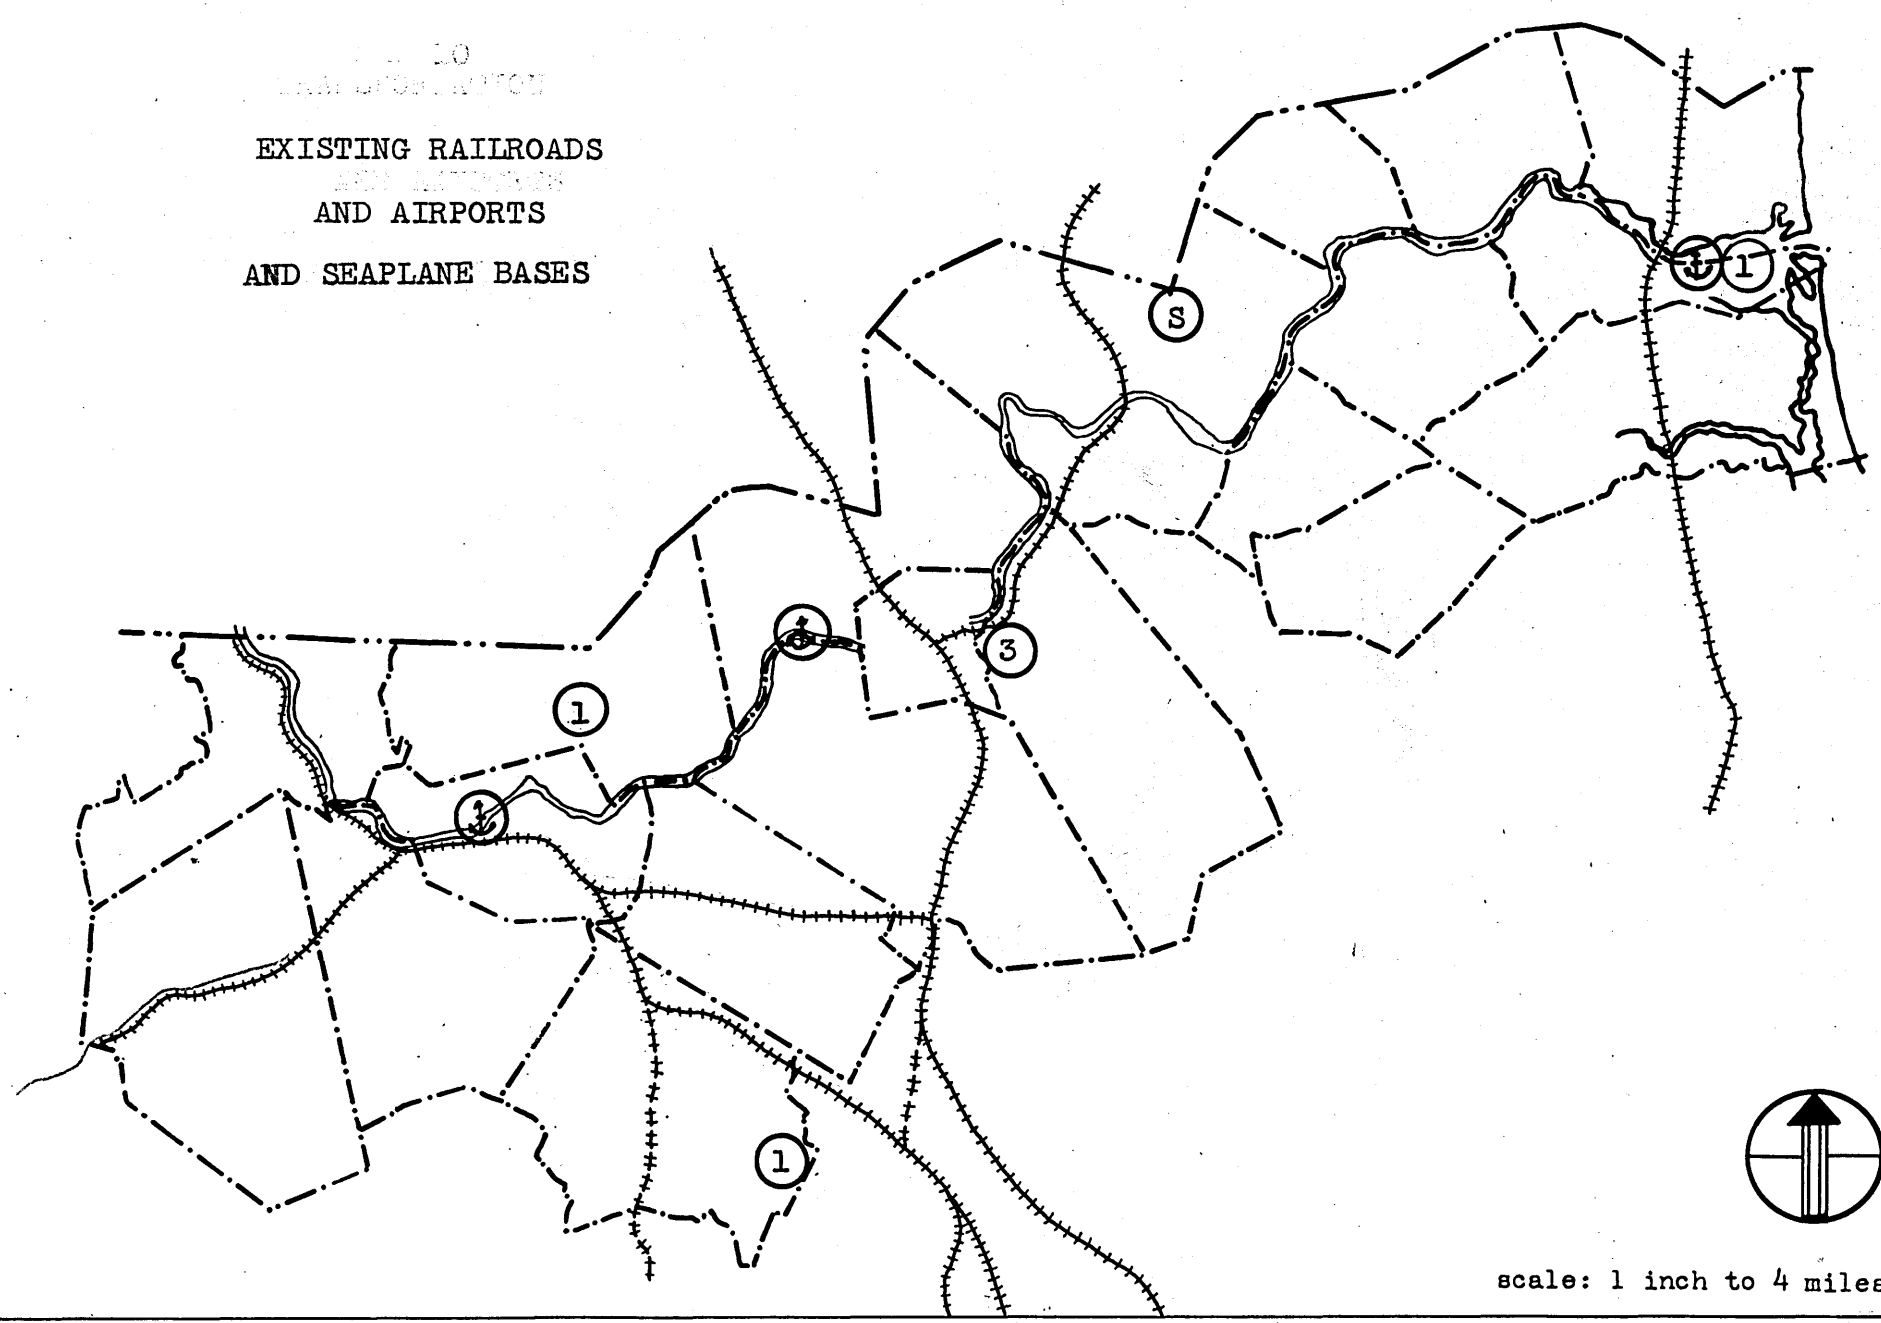 EXISTING RAILROADS
AND AIRPORTS
AND SEAPLANE BASES
S
1
3
1
1
scale: 1 inch to 4 miles